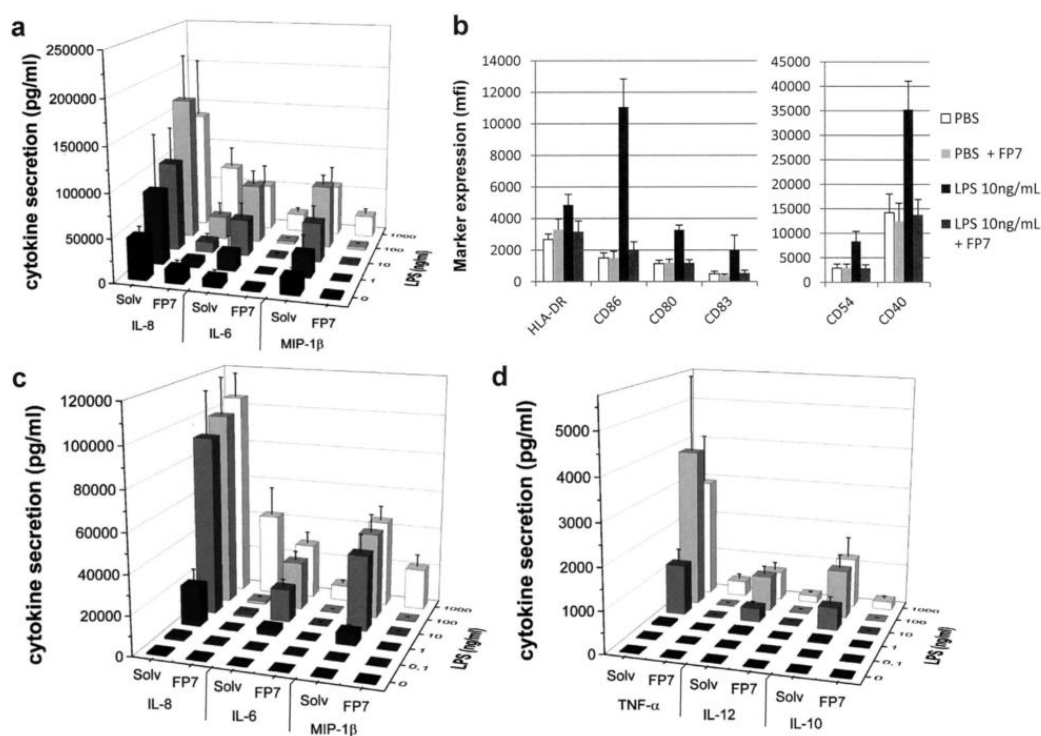 a
250000
200000
150000
100000
50000
0
cytokine secretion (pg/ml)
Solv
FP7
Solv
FP7
Solv
FP7
IL-8
IL-6
MIP-1β
1000
100
10
1
0
LPS (ng/ml)
b
14000
12000
10000
8000
6000
4000
2000
0
Marker expression (mfi)
HLA-DR
CD86
CD80
CD83
45000
40000
35000
30000
25000
20000
15000
10000
5000
0
CD54
CD40
PBS
PBS + FP7
LPS 10ng/mL
LPS 10ng/mL
+ FP7
c
120000
100000
80000
60000
40000
20000
0
cytokine secretion (pg/ml)
Solv
FP7
Solv
FP7
Solv
FP7
IL-8
IL-6
MIP-1β
1000
100
10
1
0,1
0
LPS (ng/ml)
d
5000
4000
3000
2000
1000
0
cytokine secretion (pg/ml)
Solv
FP7
Solv
FP7
Solv
FP7
TNF-α
IL-12
IL-10
1000
100
10
1
0,1
0
LPS (ng/ml)